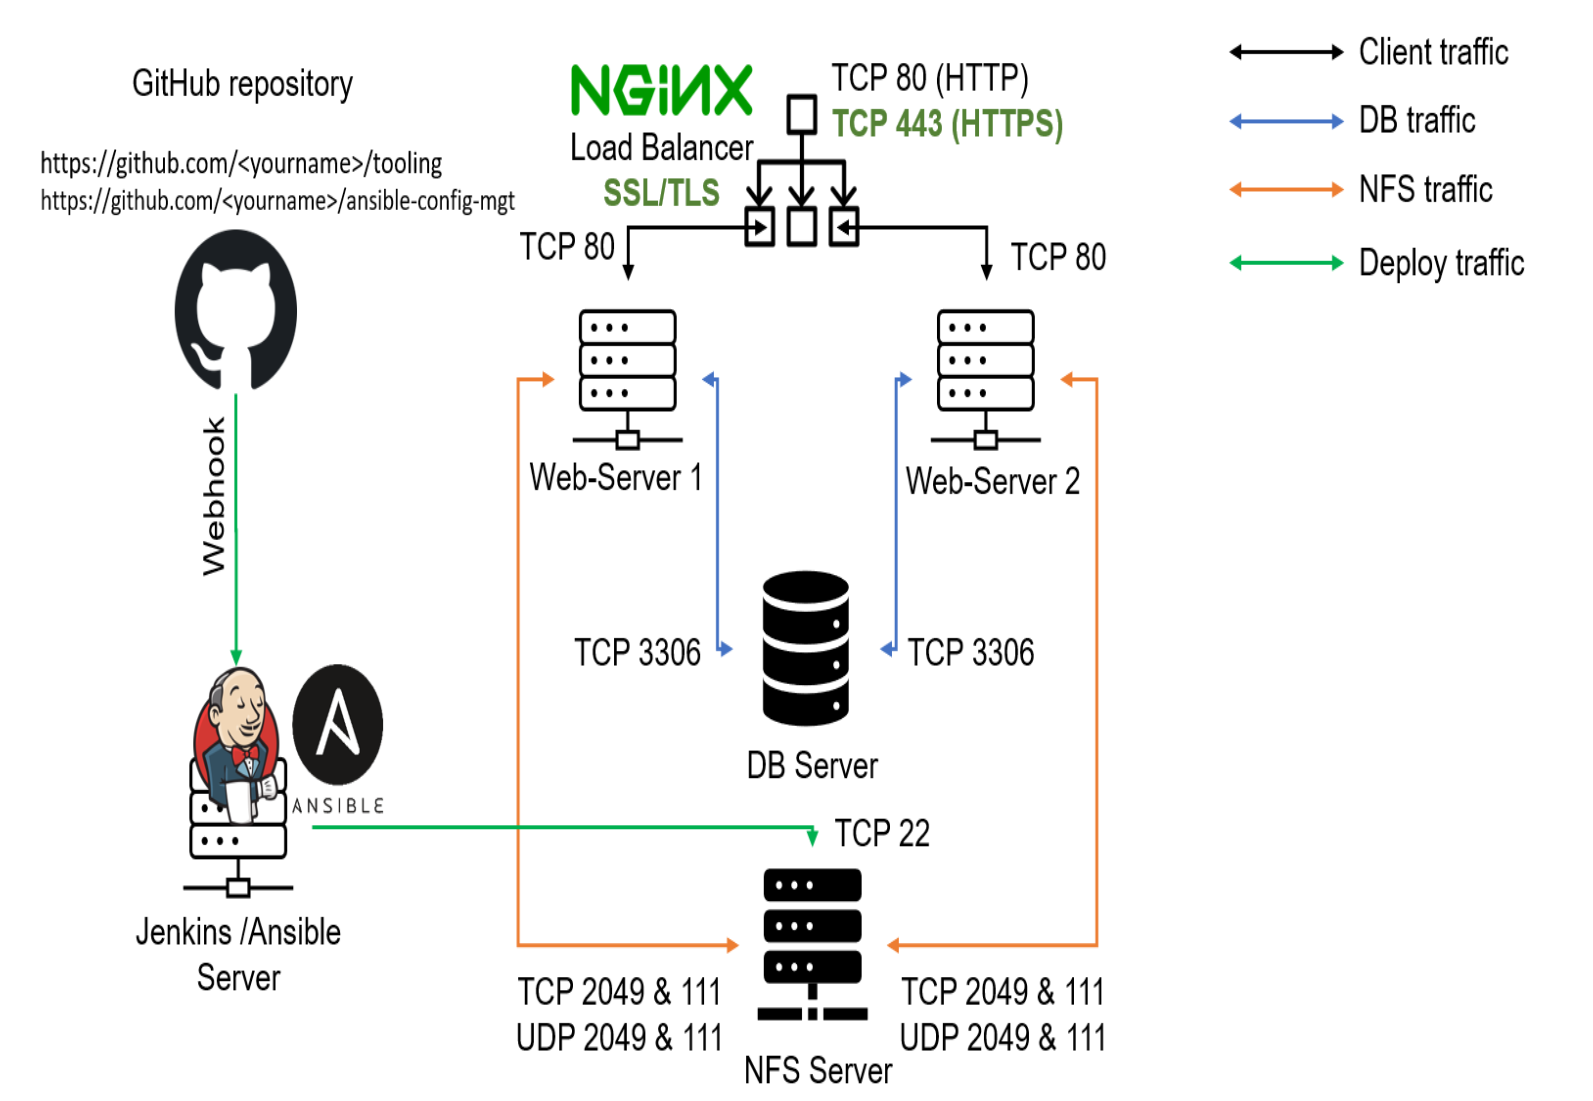 GitHub repository
https://github.com/<yourname>/tooling
https://github.com/<yourname>/ansible-config-mgt
NGiNX
Load Balancer
SSL/TLS
TCP 80 (HTTP)
TCP 443 (HTTPS)
Client traffic
DB traffic
NFS traffic
Deploy traffic
TCP 80
TCP 80
Webhook
Web-Server 1
Web-Server 2
TCP 3306
TCP 3306
DB Server
ANSIBLE
TCP 22
Jenkins /Ansible
Server
TCP 2049 & 111
UDP 2049 & 111
TCP 2049 & 111
UDP 2049 & 111
NFS Server